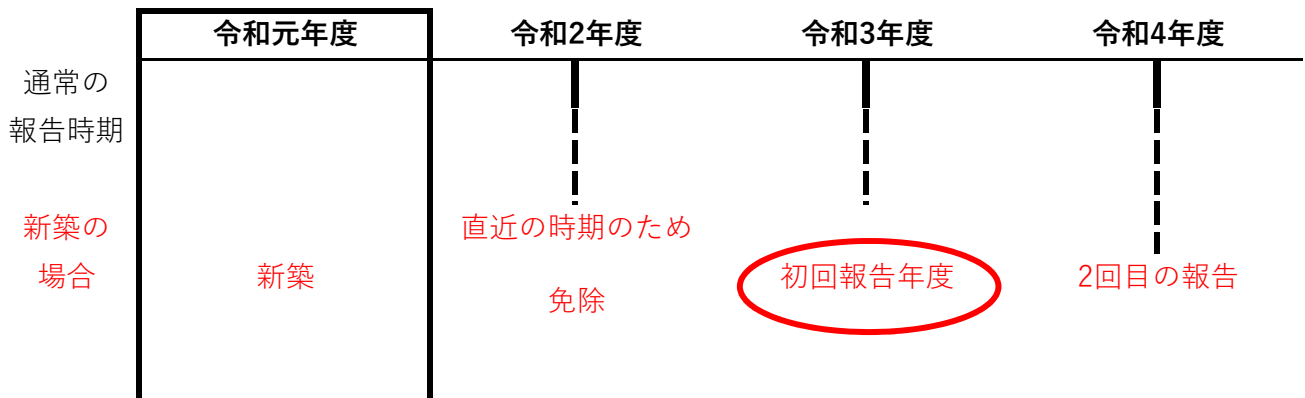 令和元年度 令和2年度 令和3年度 令和4年度
通常の
報告時期
新築の
場合
新築
直近の時期のため
免除
初回報告年度
2回目の報告